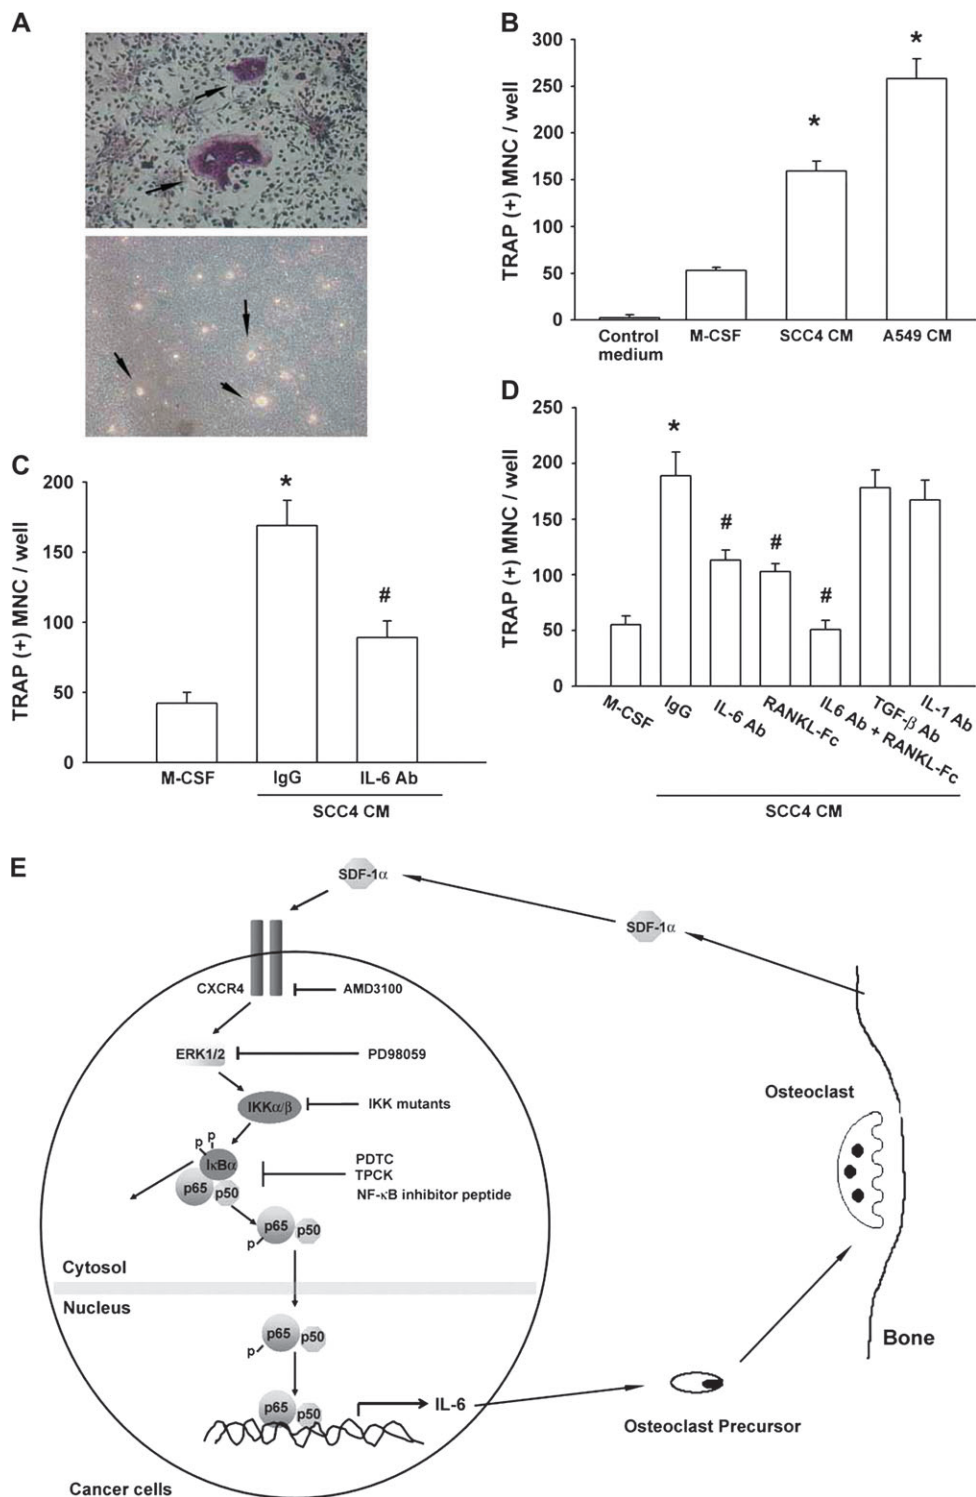 A
B
TRAP (+) MNC / well
300
250
200
150
100
50
0
*
*
Control
medium
M-CSF
SCC4 CM
A549 CM
C
TRAP (+) MNC / well
200
150
100
50
0
*
#
M-CSF
IgG
IL-6 Ab
SCC4 CM
D
TRAP (+) MNC / well
250
200
150
100
50
0
*
#
#
#
M-CSF
IgG
IL-6 Ab
RANKL-Fc
IL6 Ab + RANKL-Fc
TGF-β Ab
IL-1 Ab
SCC4 CM
E
SDF-1α
SDF-1α
CXCR4
AMD3100
ERK1/2
PD98059
IKKα/β
IKK mutants
p p
IκBα
p65 p50
PDTC
TPCK
NF-κB inhibitor peptide
p65 p50
p
Cytosol
Nucleus
p65 p50
p
p65 p50
IL-6
Cancer cells
Osteoclast
Bone
Osteoclast Precursor